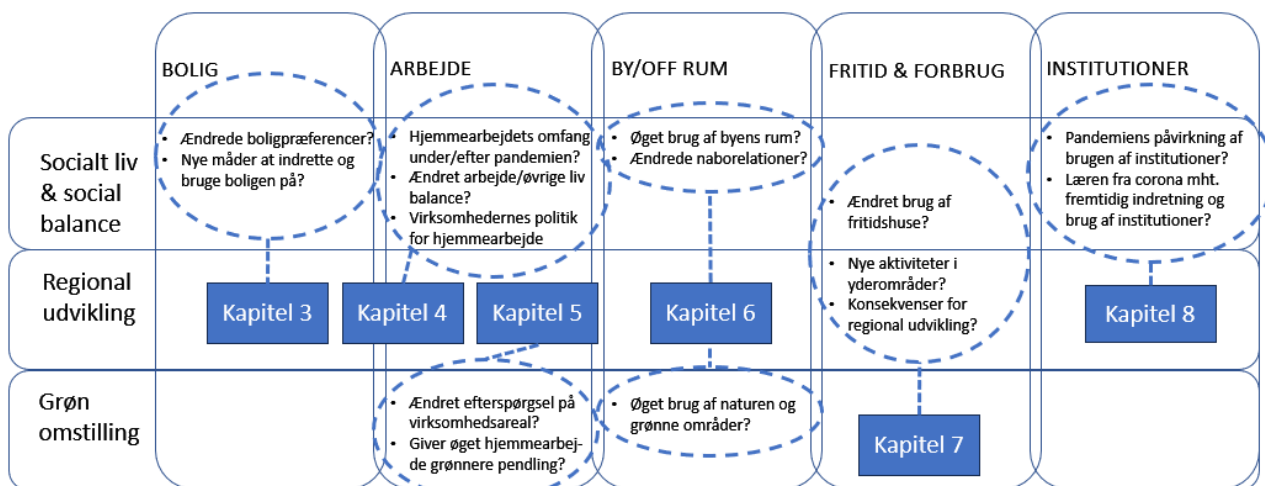 BOLIG
ARBEJDE
BY/OFF RUM
FRITID & FORBRUG
INSTITUTIONER
Socialt liv
& social
balance
• Ændrede boligpræferencer?
• Nye måder at indrette og
bruge boligen på?
• Hjemmearbejdets omfang
under/efter pandemien?
• Ændret arbejde/øvrige liv
balance?
• Virksomhedernes politik
for hjemmearbejde
• Øget brug af byens rum?
• Ændrede naborelationer?
• Ændret brug af
fritidshuse?
• Nye aktiviteter i
yderområder?
• Konsekvenser for
regional udvikling?
• Pandemiens påvirkning af
brugen af institutioner?
• Læren fra corona mht.
fremtidig indretning og
brug af institutioner?
Regional
udvikling
Kapitel 3
Kapitel 4
Kapitel 5
Kapitel 6
Kapitel 8
Grøn
omstilling
• Ændret efterspørgsel på
virksomhedsareal?
• Giver øget hjemmearbej-
de grønnere pendling?
• Øget brug af naturen og
grønne områder?
Kapitel 7